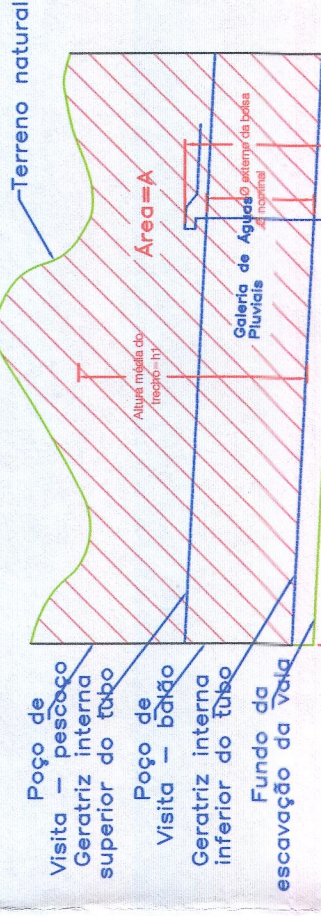 Terreno natural
Poço de
Visita - pescoço
Geratriz interna
superior do tubo
Poço de
Visita - balão
Geratriz interna
inferior do tubo
Fundo da
escavação da vala
Altura média do
trecho=h1
Área=A
Galeria de Águas
Pluviais
Ø externo da bolsa
Ø nominal